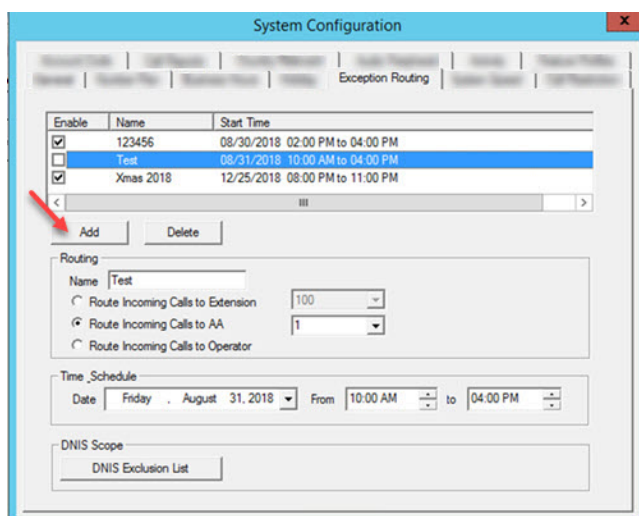 System Configuration
x
Exception Routing
Enable Name Start Time
123456 08/30/2018 02:00 PM to 04:00 PM
Test 08/31/2018 10:00 AM to 04:00 PM
Xmas 2018 12/25/2018 08:00 PM to 11:00 PM
Add Delete
Routing
Name Test
Route Incoming Calls to Extension 100
Route Incoming Calls to AA 1
Route Incoming Calls to Operator
Time _Schedule
Date Friday , August 31, 2018 From 10:00 AM to 04:00 PM
DNIS Scope
DNIS Exclusion List